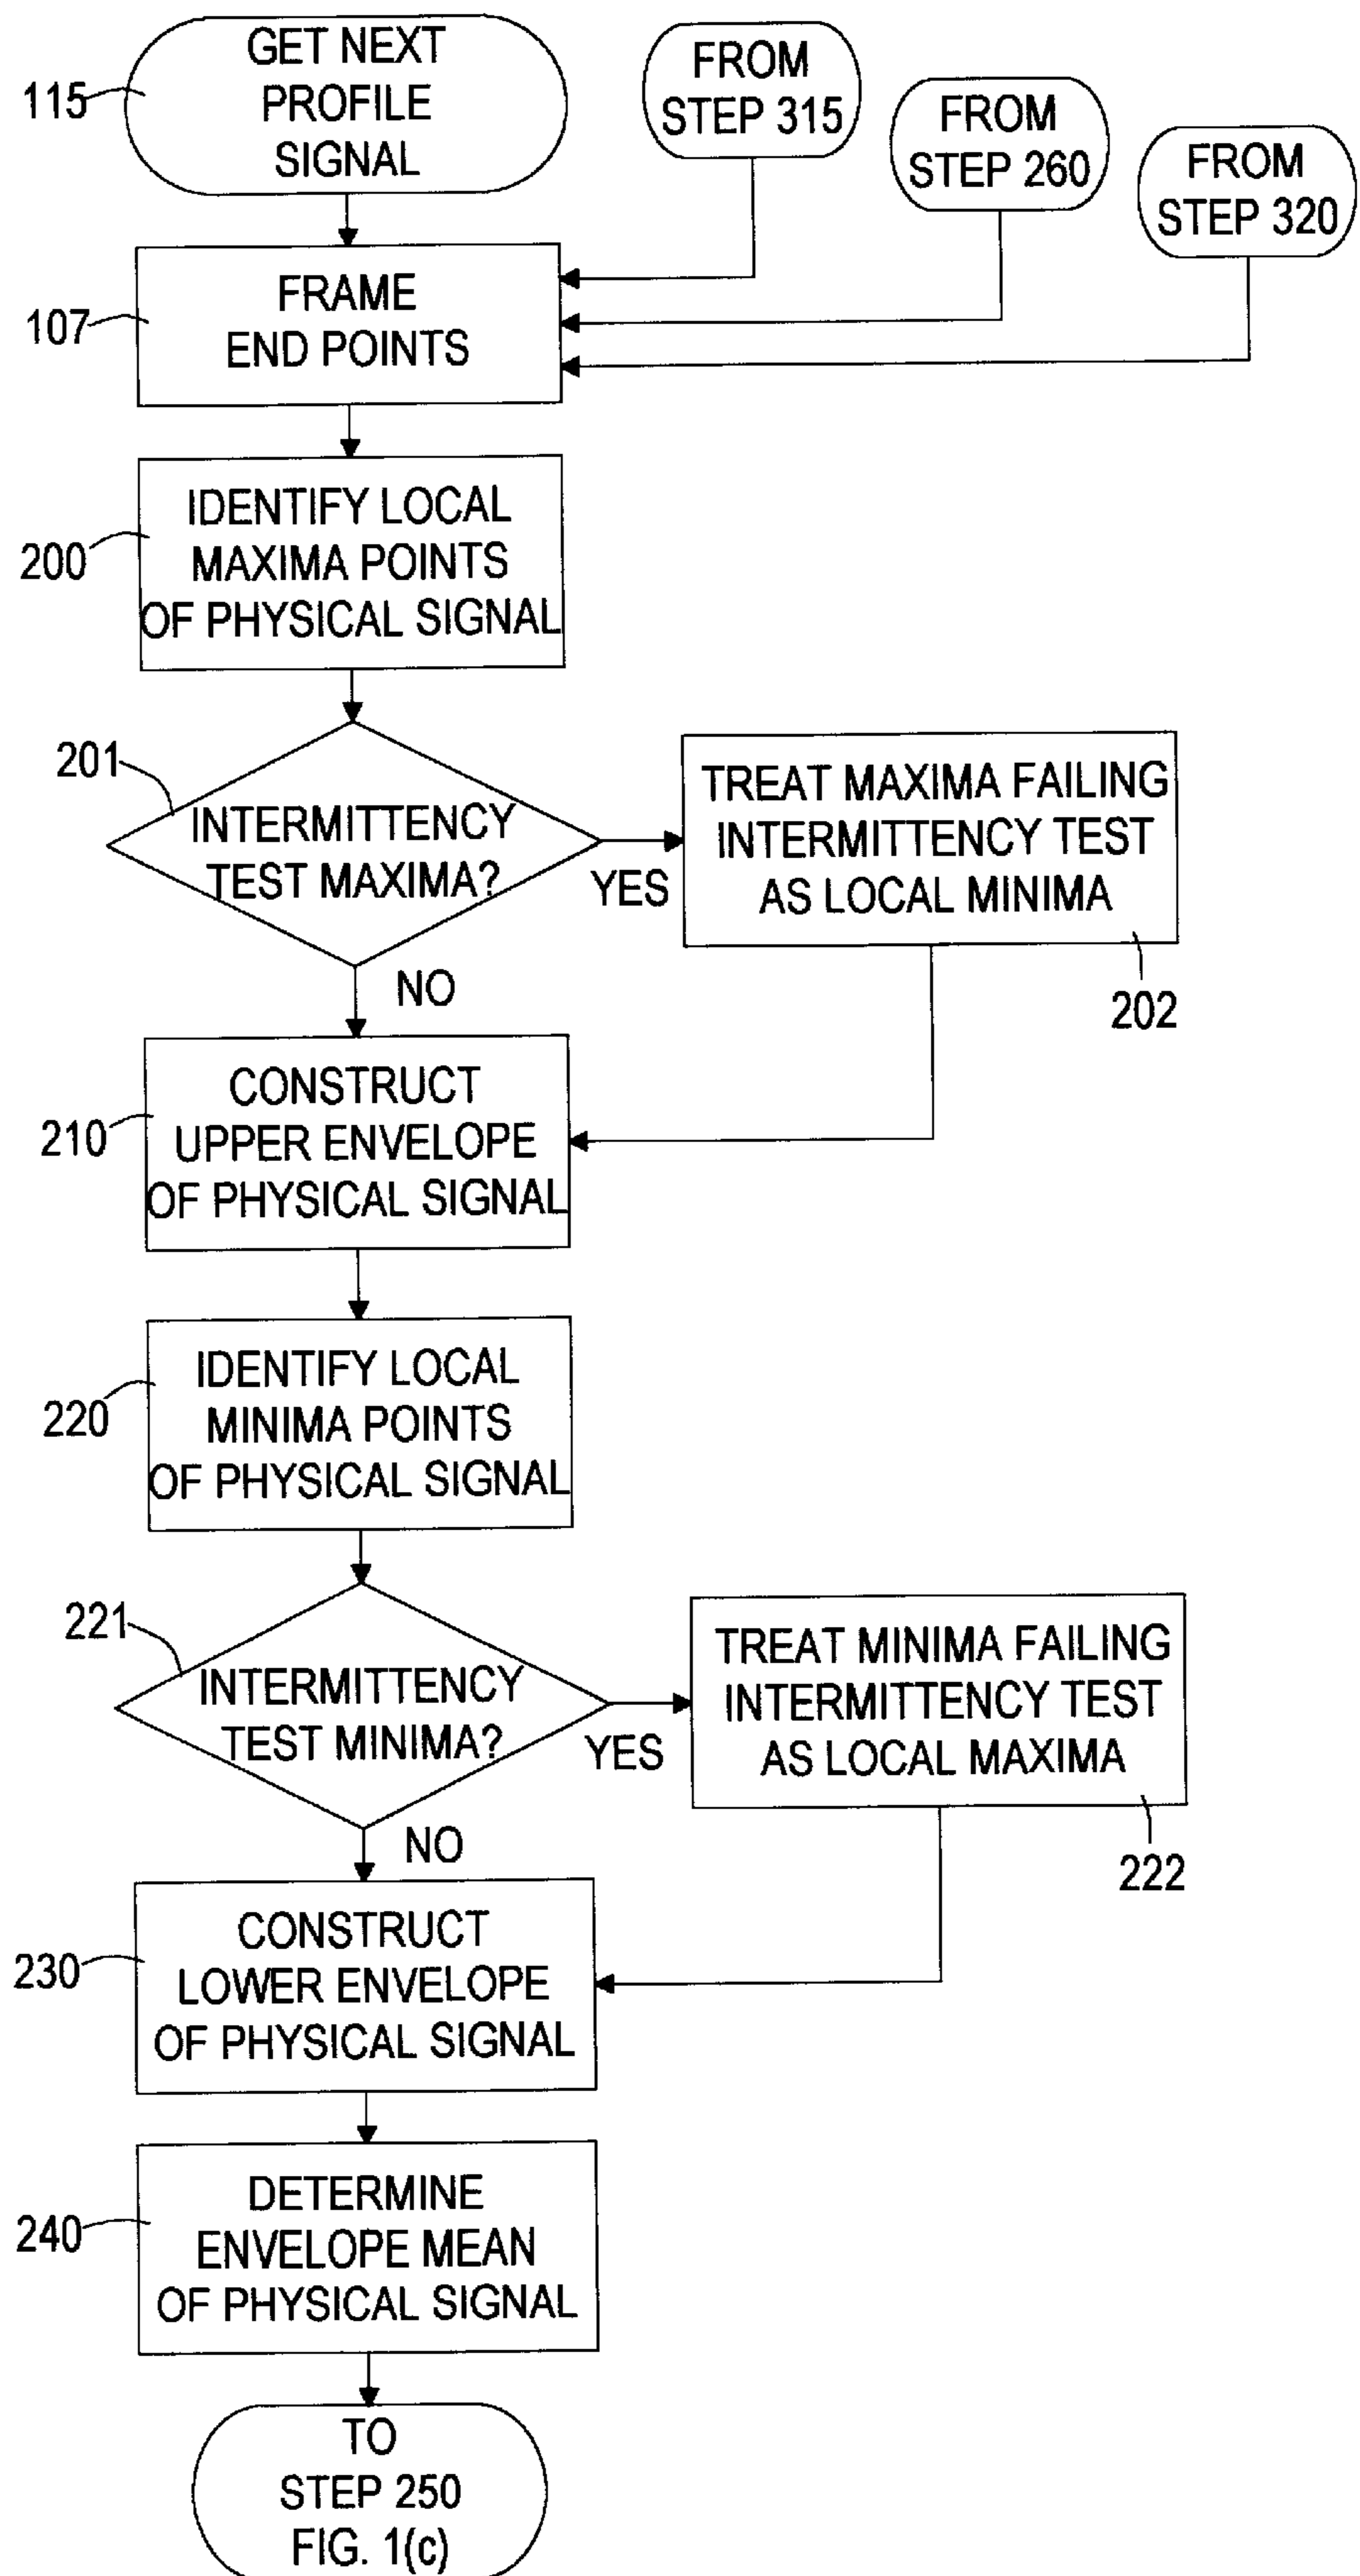 GET NEXT
PROFILE
SIGNAL
115
FROM
STEP 315
FROM
STEP 260
FROM
STEP 320
FRAME
END POINTS
107
IDENTIFY LOCAL
MAXIMA POINTS
OF PHYSICAL SIGNAL
200
201
INTERMITTENCY
TEST MAXIMA?
YES
NO
TREAT MAXIMA FAILING
INTERMITTENCY TEST
AS LOCAL MINIMA
202
CONSTRUCT
UPPER ENVELOPE
OF PHYSICAL SIGNAL
210
IDENTIFY LOCAL
MINIMA POINTS
OF PHYSICAL SIGNAL
220
221
INTERMITTENCY
TEST MINIMA?
YES
NO
TREAT MINIMA FAILING
INTERMITTENCY TEST
AS LOCAL MAXIMA
222
CONSTRUCT
LOWER ENVELOPE
OF PHYSICAL SIGNAL
230
DETERMINE
ENVELOPE MEAN
OF PHYSICAL SIGNAL
240
TO
STEP 250
FIG. 1(c)